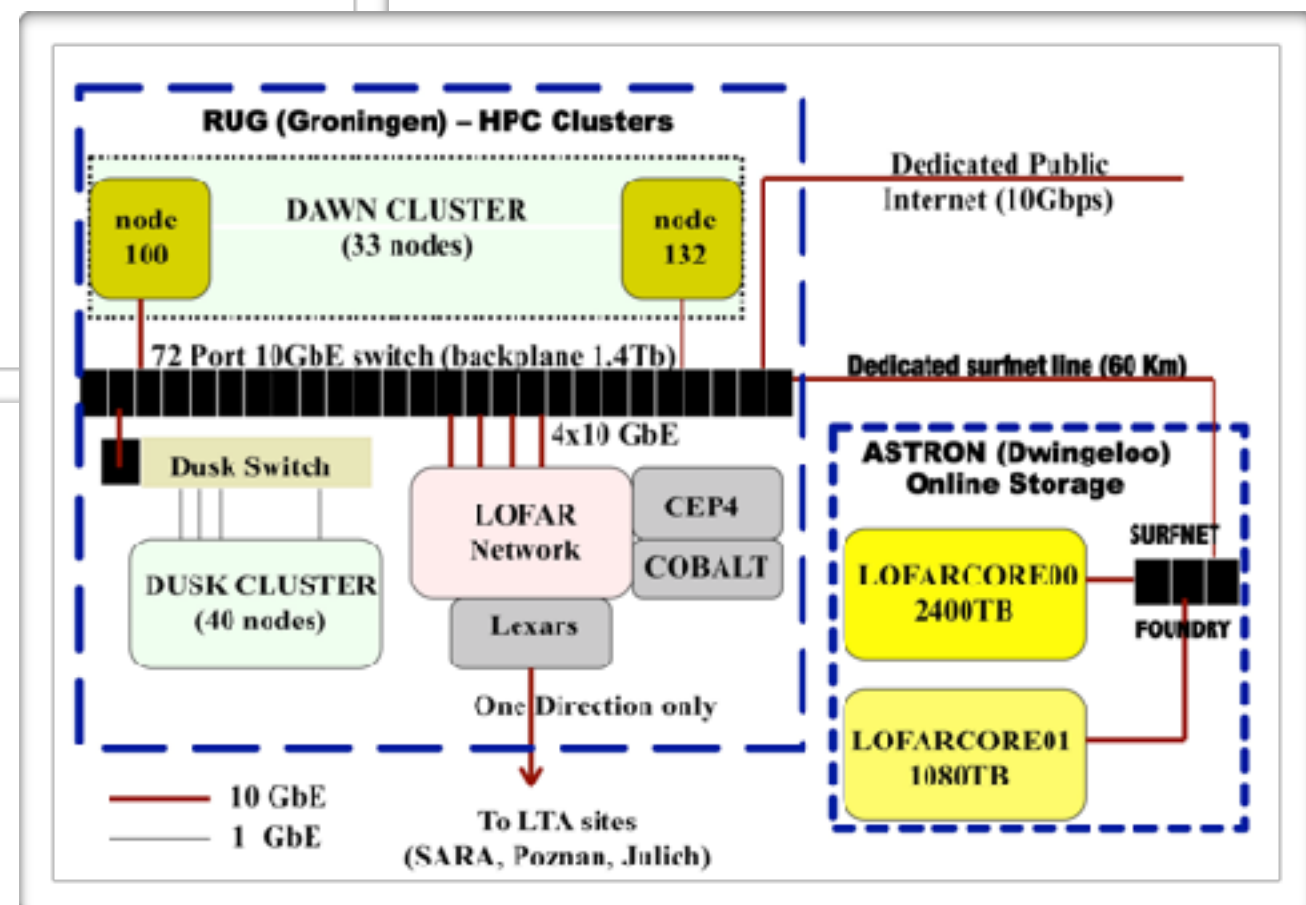 RUG (Groningen) – HPC Clusters
node
100
DAWN CLUSTER
(33 nodes)
node
132
Dedicated Public
Internet (10Gbps)
72 Port 10GbE switch (backplane 1.4Tb)
Dedicated surfnet line (60 Km)
4x10 GbE
Dusk Switch
DUSK CLUSTER
(40 nodes)
LOFAR
Network
CEP4
COBALT
Lexars
One Direction only
ASTRON (Dwingeloo)
Online Storage
SURFNET
LOFARCORE00
2400TB
FOUNDRY
LOFARCORE01
1080TB
10 GbE
1 GbE
To LTA sites
(SARA, Poznan, Julich)